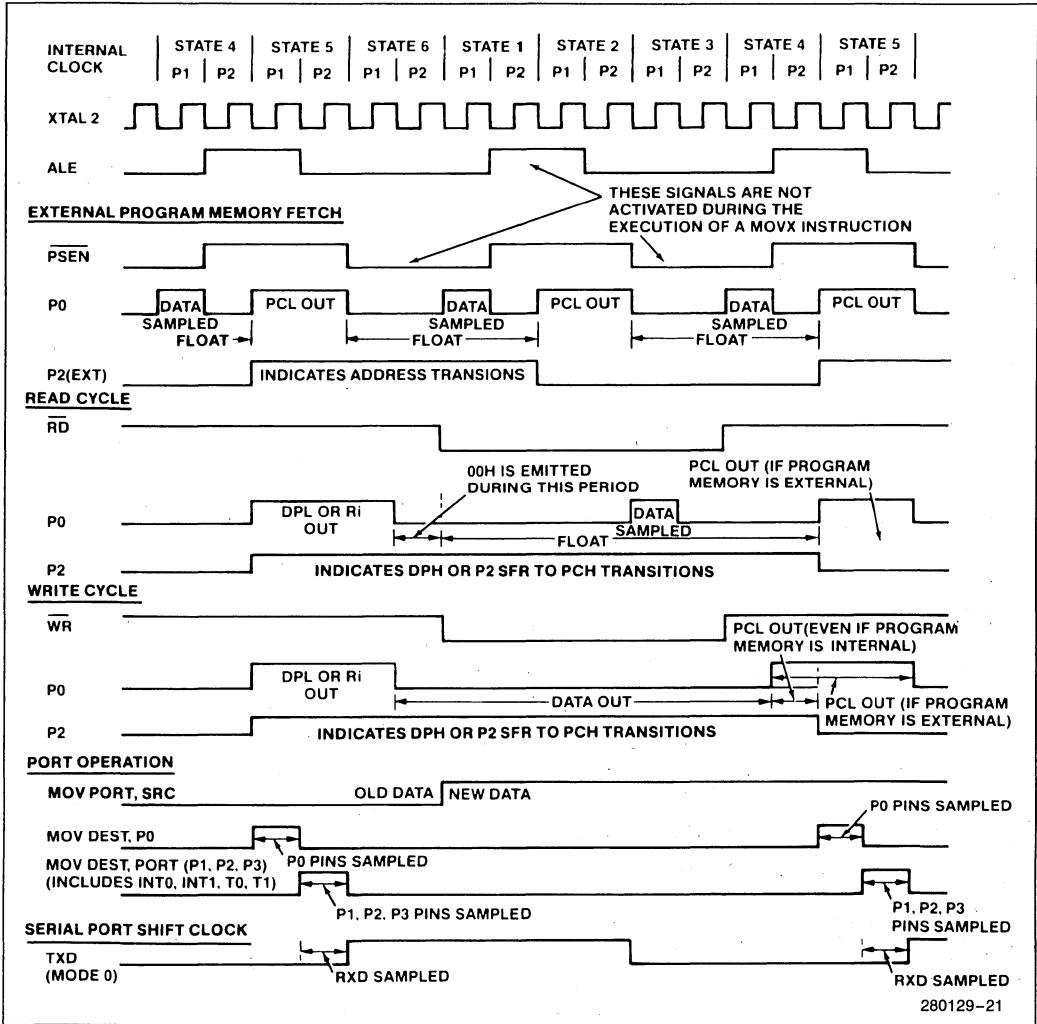 INTERNAL CLOCK
STATE 4 STATE 5 STATE 6 STATE 1 STATE 2 STATE 3 STATE 4 STATE 5
P1 P2 P1 P2 P1 P2 P1 P2 P1 P2 P1 P2 P1 P2 P1 P2
XTAL 2
ALE
THESE SIGNALS ARE NOT
ACTIVATED DURING THE
EXECUTION OF A MOVX INSTRUCTION
EXTERNAL PROGRAM MEMORY FETCH
PSEN
P0
DATA PCL OUT DATA PCL OUT DATA PCL OUT
SAMPLED SAMPLED SAMPLED
FLOAT FLOAT FLOAT
P2(EXT)
INDICATES ADDRESS TRANSIONS
READ CYCLE
RD
00H IS EMITTED
DURING THIS PERIOD
PCL OUT (IF PROGRAM
MEMORY IS EXTERNAL)
P0
DPL OR Ri
OUT
DATA
SAMPLED
FLOAT
P2
INDICATES DPH OR P2 SFR TO PCH TRANSITIONS
WRITE CYCLE
WR
PCL OUT(EVEN IF PROGRAM
MEMORY IS INTERNAL)
P0
DPL OR Ri
OUT
DATA OUT
PCL OUT (IF PROGRAM
MEMORY IS EXTERNAL)
P2
INDICATES DPH OR P2 SFR TO PCH TRANSITIONS
PORT OPERATION
MOV PORT, SRC
OLD DATA NEW DATA
P0 PINS SAMPLED
MOV DEST, P0
P0 PINS SAMPLED
MOV DEST, PORT (P1, P2, P3)
(INCLUDES INT0, INT1, T0, T1)
P1, P2, P3 PINS SAMPLED
P1, P2, P3
PINS SAMPLED
SERIAL PORT SHIFT CLOCK
TXD
(MODE 0)
RXD SAMPLED
RXD SAMPLED
280129-21